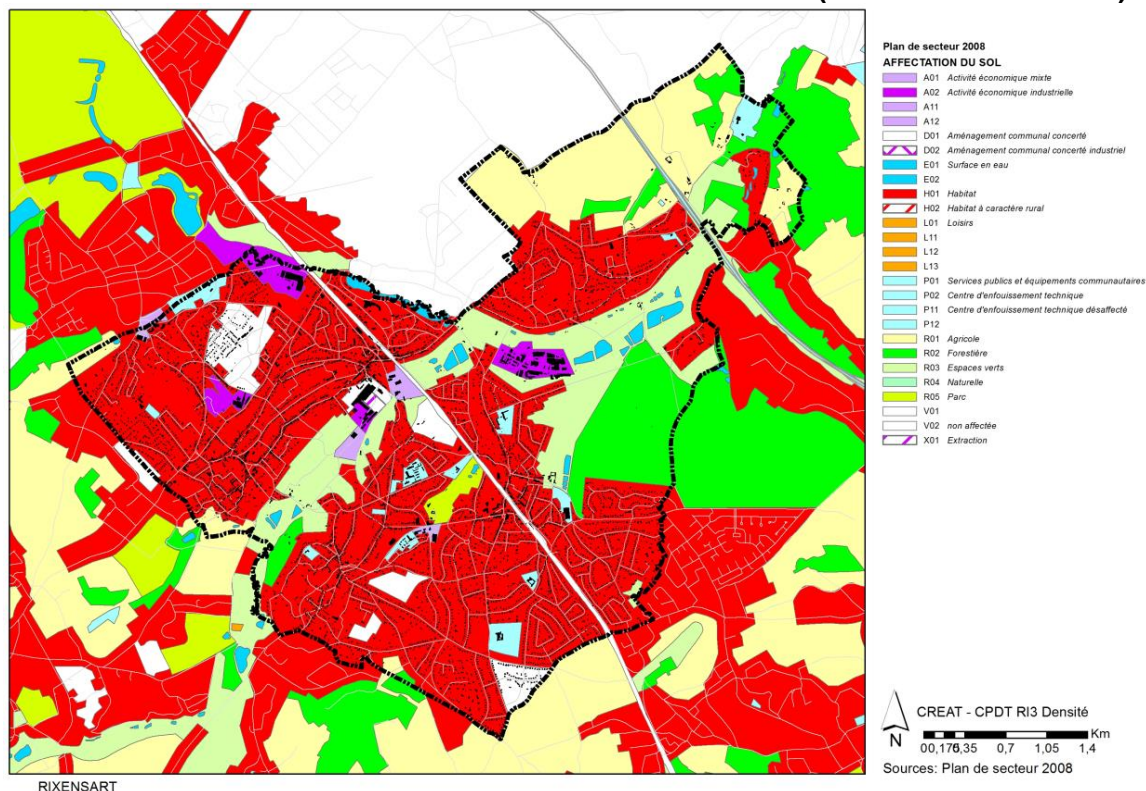 Plan de secteur 2008
AFFECTATION DU SOL
A01 Activité économique mixte
A02 Activité économique industrielle
A11
A12
D01 Aménagement communal concerté
D02 Aménagement communal concerté industriel
E01 Surface en eau
E02
H01 Habitat
H02 Habitat à caractère rural
L01 Loisirs
L11
L12
L13
P01 Services publics et équipements communautaires
P02 Centre d'enfouissement technique
P11 Centre d'enfouissement technique désaffecté
P12
R01 Agricole
R02 Forestière
R03 Espaces verts
R04 Naturelle
R05 Parc
V01
V02 non affectée
X01 Extraction
N
CREAT - CPDT RI3 Densité
Km
0 0,175 0,35 0,7 1,05 1,4
Sources: Plan de secteur 2008
RIXENSART